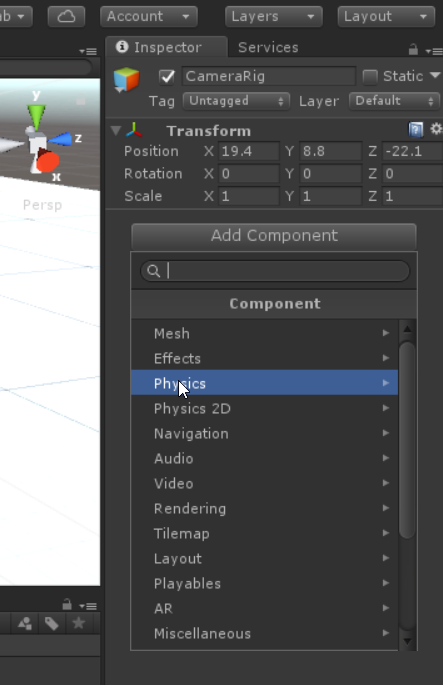 Account
Layers
Layout
Inspector
Services
CameraRig
Static
Tag Untagged Layer Default
Transform
Position X 19.4 Y 8.8 Z -22.1
Rotation X 0 Y 0 Z 0
Scale X 1 Y 1 Z 1
y
z
x
Persp
Add Component
Component
Mesh
Effects
Physics
Physics 2D
Navigation
Audio
Video
Rendering
Tilemap
Layout
Playables
AR
Miscellaneous